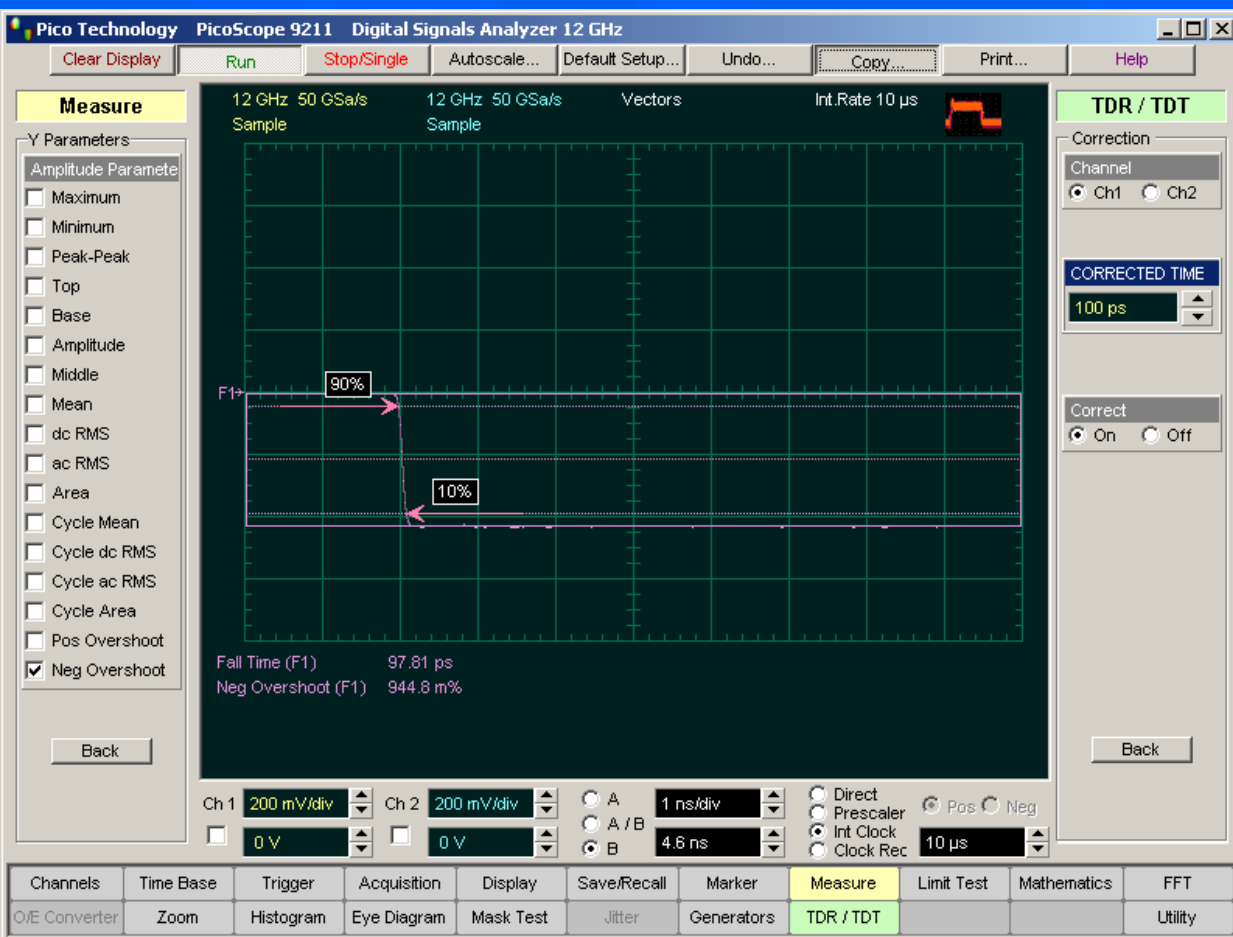 Pico Technology PicoScope 9211 Digital Signals Analyzer 12 GHz
Clear Display Run Stop/Single Autoscale... Default Setup... Undo... Copy... Print... Help
Measure
Y Parameters
Amplitude Paramete
Maximum
Minimum
Peak-Peak
Top
Base
Amplitude
Middle
Mean
dc RMS
ac RMS
Area
Cycle Mean
Cycle dc RMS
Cycle ac RMS
Cycle Area
Pos Overshoot
Neg Overshoot
Back
12 GHz 50 GSa/s 12 GHz 50 GSa/s Vectors Int.Rate 10 µs
Sample Sample
F1
90%
10%
Fall Time (F1) 97.81 ps
Neg Overshoot (F1) 944.8 m%
TDR / TDT
Correction
Channel
Ch1 Ch2
CORRECTED TIME
100 ps
Correct
On Off
Back
Ch 1 200 mV/div Ch 2 200 mV/div A 1 ns/div Direct
A / B Prescaler Pos Neg
0 V 0 V B 4.6 ns Int Clock 10 µs
Clock Rec
Channels Time Base Trigger Acquisition Display Save/Recall Marker Measure Limit Test Mathematics FFT
O/E Converter Zoom Histogram Eye Diagram Mask Test Jitter Generators TDR / TDT Utility